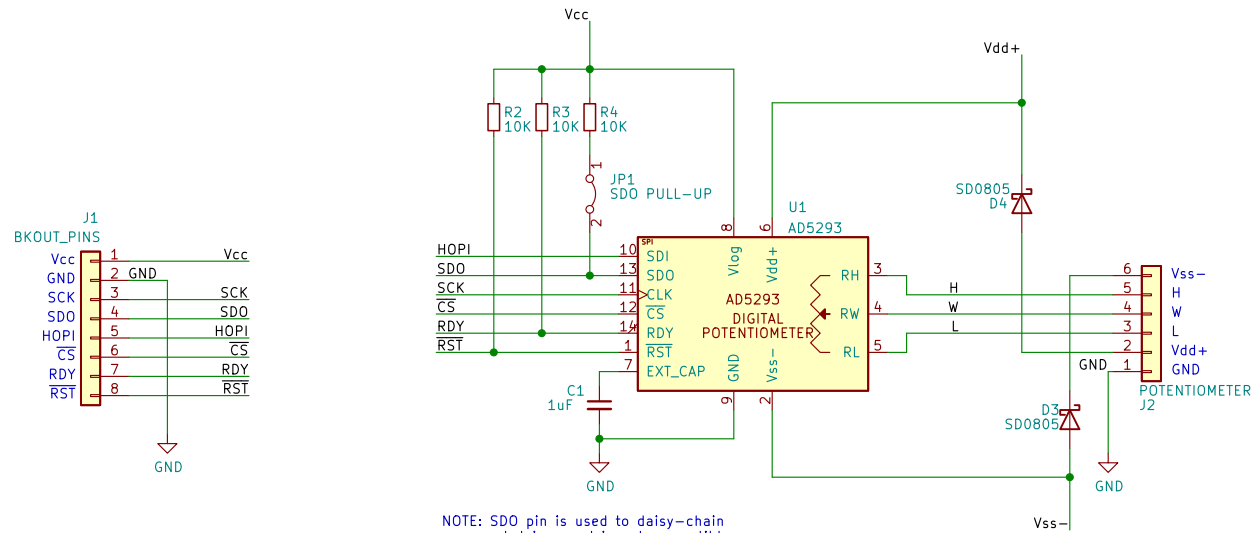 Vcc
Vdd+
R2
10K
R3
10K
R4
10K
1
JP1
SDO PULL-UP
2
SD0805
D4
J1
BKOUT_PINS
Vcc 1 Vcc
GND 2 GND
SCK 3 SCK
SDO 4 SDO
HOPI 5 HOPI
CS 6 CS
RDY 7 RDY
RST 8 RST
GND
U1
AD5293
8
6
SPI
Vlog
Vdd+
HOPI 10 SDI
SDO 13 SDO
SCK 11 CLK
CS 12 CS
RDY 14 RDY
RST 1 RST
7 EXT_CAP
AD5293
DIGITAL
POTENTIOMETER
RH 3
RW 4
RL 5
GND
Vss-
9
2
C1
1uF
GND
H
W
L
6 Vss-
5 H
4 W
3 L
2 Vdd+
GND 1 GND
POTENTIOMETER
J2
D3
SD0805
GND
Vss-
NOTE: SDO pin is used to daisy-chain